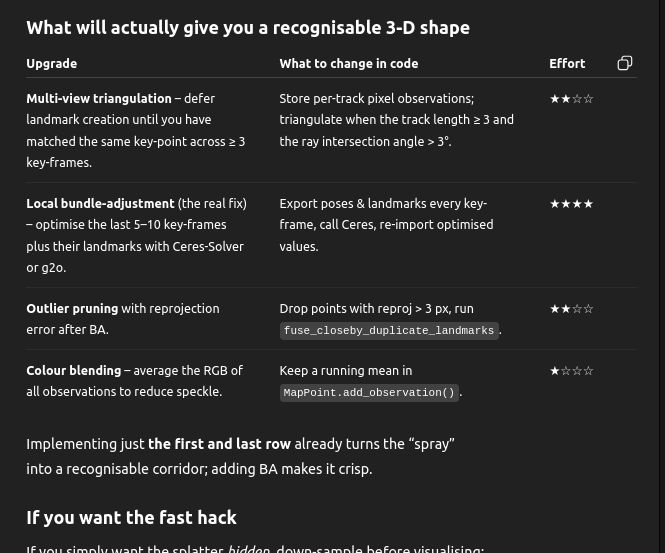 What will actually give you a recognisable 3-D shape
Upgrade What to change in code Effort
Multi-view triangulation – defer Store per-track pixel observations; ★★☆☆
landmark creation until you have triangulate when the track length ≥ 3 and
matched the same key-point across ≥ 3 the ray intersection angle > 3°.
key-frames.
Local bundle-adjustment (the real fix) Export poses & landmarks every key- ★★★★
– optimise the last 5–10 key-frames frame, call Ceres, re-import optimised
plus their landmarks with Ceres-Solver values.
or g2o.
Outlier pruning with reprojection Drop points with reproj > 3 px, run ★★☆☆
error after BA. fuse_closeby_duplicate_landmarks.
Colour blending – average the RGB of Keep a running mean in ★☆☆☆
all observations to reduce speckle. MapPoint.add_observation().
Implementing just the first and last row already turns the “spray”
into a recognisable corridor; adding BA makes it crisp.
If you want the fast hack
If you simply want the splatter hidden, down-sample before visualising: